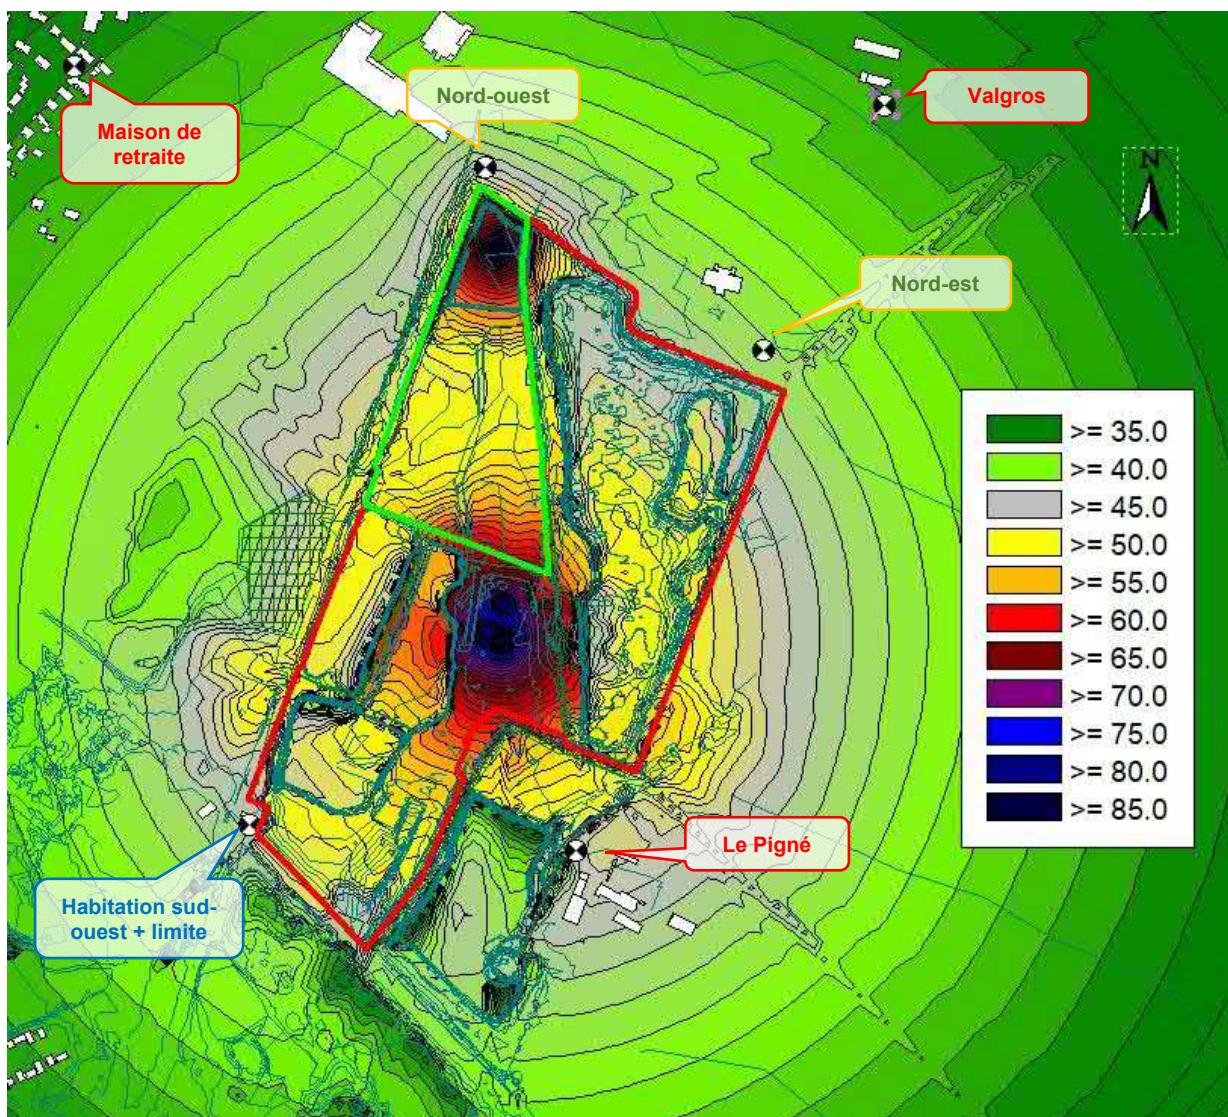 Nord-ouest
Valgros
Maison de
retraite
N
Nord-est
>= 35.0
>= 40.0
>= 45.0
>= 50.0
>= 55.0
>= 60.0
>= 65.0
>= 70.0
>= 75.0
>= 80.0
>= 85.0
Le Pigné
Habitation sud-
ouest + limite